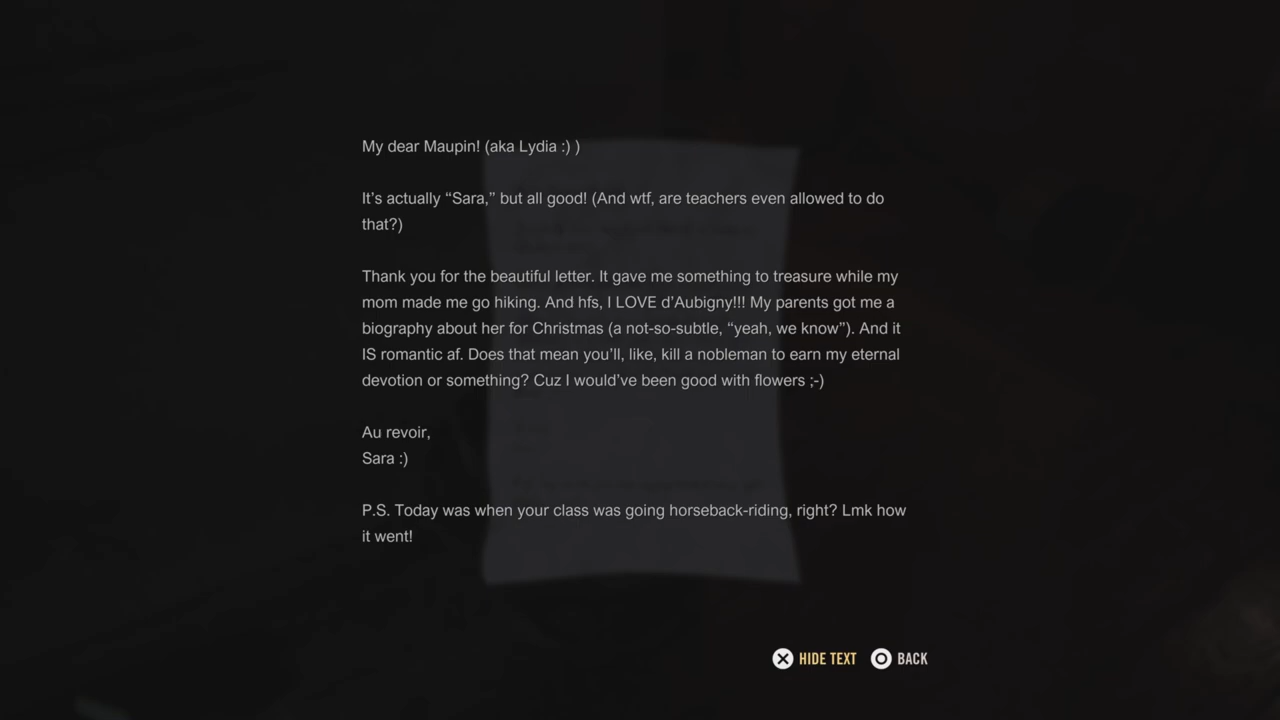 My dear Maupin! (aka Lydia :) )
It's actually “Sara,” but all good! (And wtf, are teachers even allowed to do
that?)
Thank you for the beautiful letter. It gave me something to treasure while my
mom made me go hiking. And hfs, I LOVE d’Aubigny!!! My parents got me a
biography about her for Christmas (a not-so-subtle, “yeah, we know”). And it
IS romantic af. Does that mean you’ll, like, kill a nobleman to earn my eternal
devotion or something? Cuz I would’ve been good with flowers ;-)
Au revoir,
Sara :)
P.S. Today was when your class was going horseback-riding, right? Lmk how
it went!
HIDE TEXT BACK